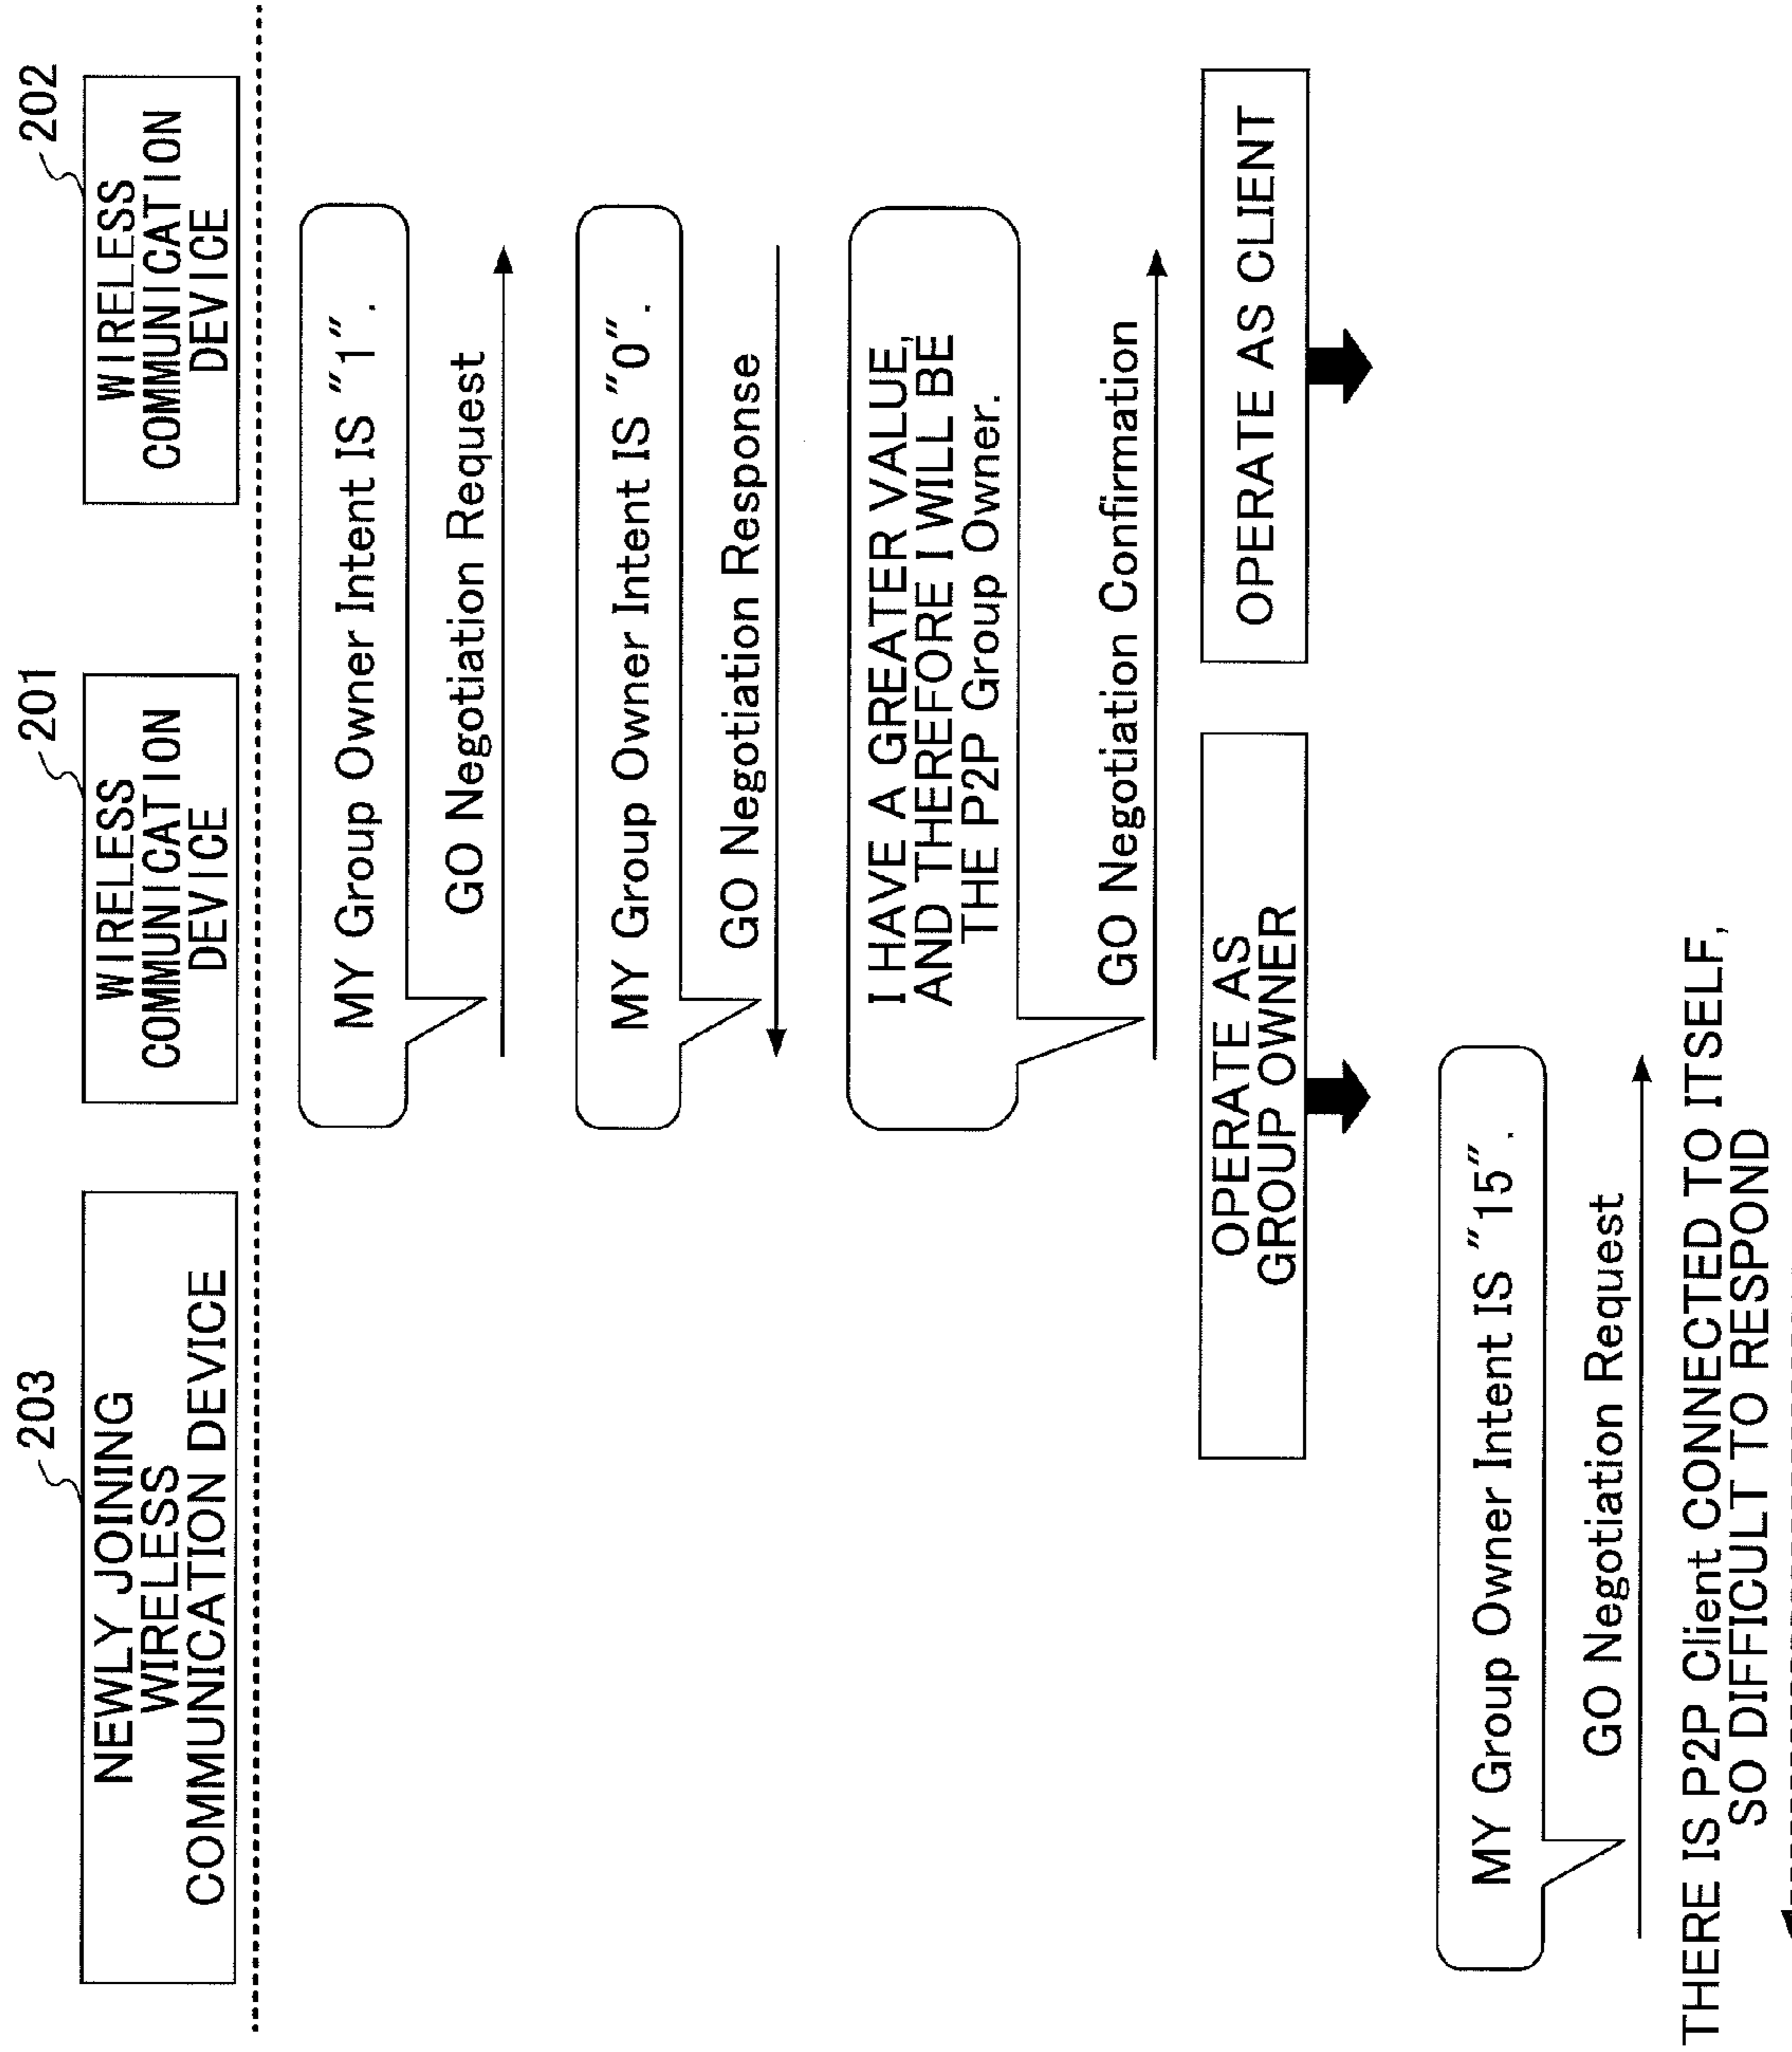 203
201
202
NEWLY JOINING
WIRELESS
COMMUNICATION DEVICE
WIRELESS
COMMUNICATION
DEVICE
WIRELESS
COMMUNICATION
DEVICE
MY Group Owner Intent IS "1".
GO Negotiation Request
MY Group Owner Intent IS "0".
GO Negotiation Response
I HAVE A GREATER VALUE,
AND THEREFORE I WILL BE
THE P2P Group Owner.
GO Negotiation Confirmation
OPERATE AS
GROUP OWNER
OPERATE AS CLIENT
MY Group Owner Intent IS "15".
GO Negotiation Request
THERE IS P2P Client CONNECTED TO ITSELF,
SO DIFFICULT TO RESPOND